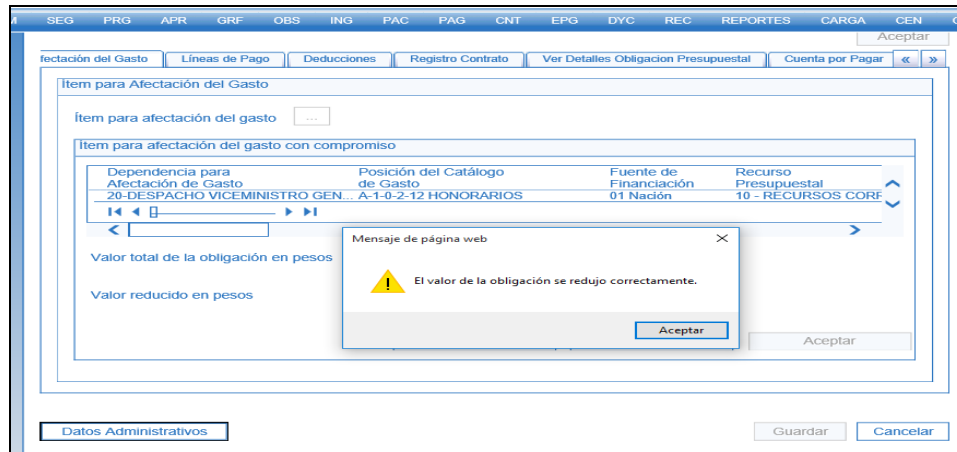 SEG PRG APR GRF OBS ING PAC PAG CNT EPG DYC REC REPORTES CARGA CEN
Aceptar
fectación del Gasto Líneas de Pago Deducciones Registro Contrato Ver Detalles Obligacion Presupuestal Cuenta por Pagar « »
Ítem para Afectación del Gasto
Ítem para afectación del gasto ...
Ítem para afectación del gasto con compromiso
Dependencia para Posición del Catálogo Fuente de Recurso
Afectación de Gasto de Gasto Financiación Presupuestal
20-DESPACHO VICEMINISTRO GEN... A-1-0-2-12 HONORARIOS 01 Nación 10 - RECURSOS CORR
Mensaje de página web
Valor total de la obligación en pesos
El valor de la obligación se redujo correctamente.
Valor reducido en pesos
Aceptar
Aceptar
Datos Administrativos Guardar Cancelar